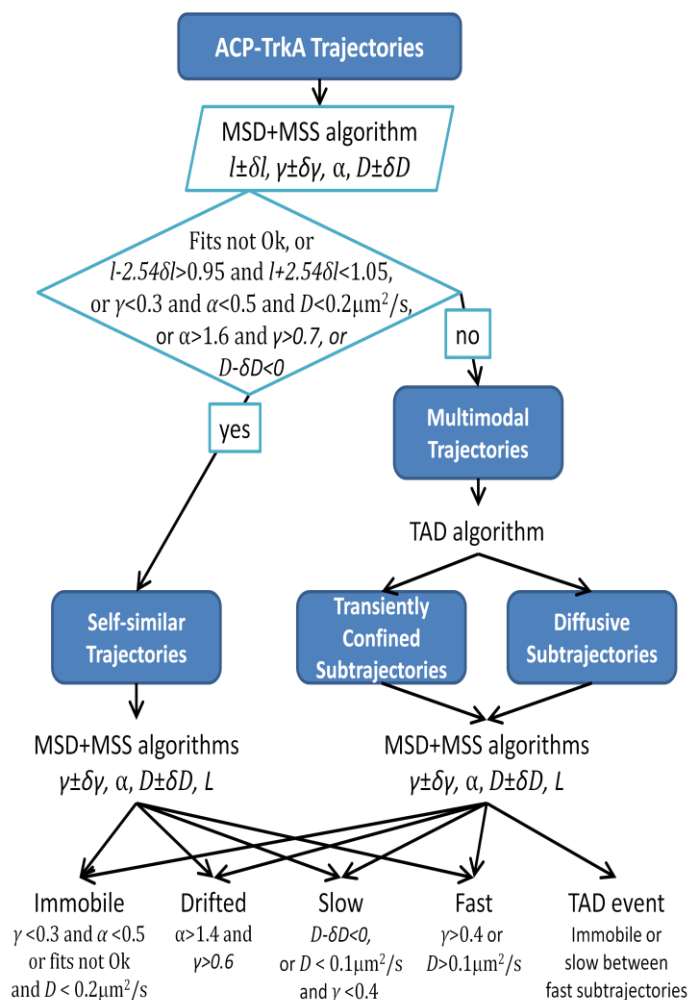 ACP-TrkA Trajectories
MSD+MSS algorithm
l±δl, γ±δγ, α, D±δD
Fits not Ok, or
l-2.54δl>0.95 and l+2.54δl<1.05,
or γ<0.3 and α<0.5 and D<0.2μm²/s,
or α>1.6 and γ>0.7, or
D-δD<0
no
yes
Multimodal
Trajectories
TAD algorithm
Self-similar
Trajectories
Transiently
Confined
Subtrajectories
Diffusive
Subtrajectories
MSD+MSS algorithms
γ±δγ, α, D±δD, L
MSD+MSS algorithms
γ±δγ, α, D±δD, L
Immobile
γ <0.3 and α <0.5
or fits not Ok
and D < 0.2μm²/s
Drifted
α>1.4 and
γ>0.6
Slow
D-δD<0,
or D < 0.1μm²/s
and γ <0.4
Fast
γ>0.4 or
D>0.1μm²/s
TAD event
Immobile or
slow between
fast subtrajectories